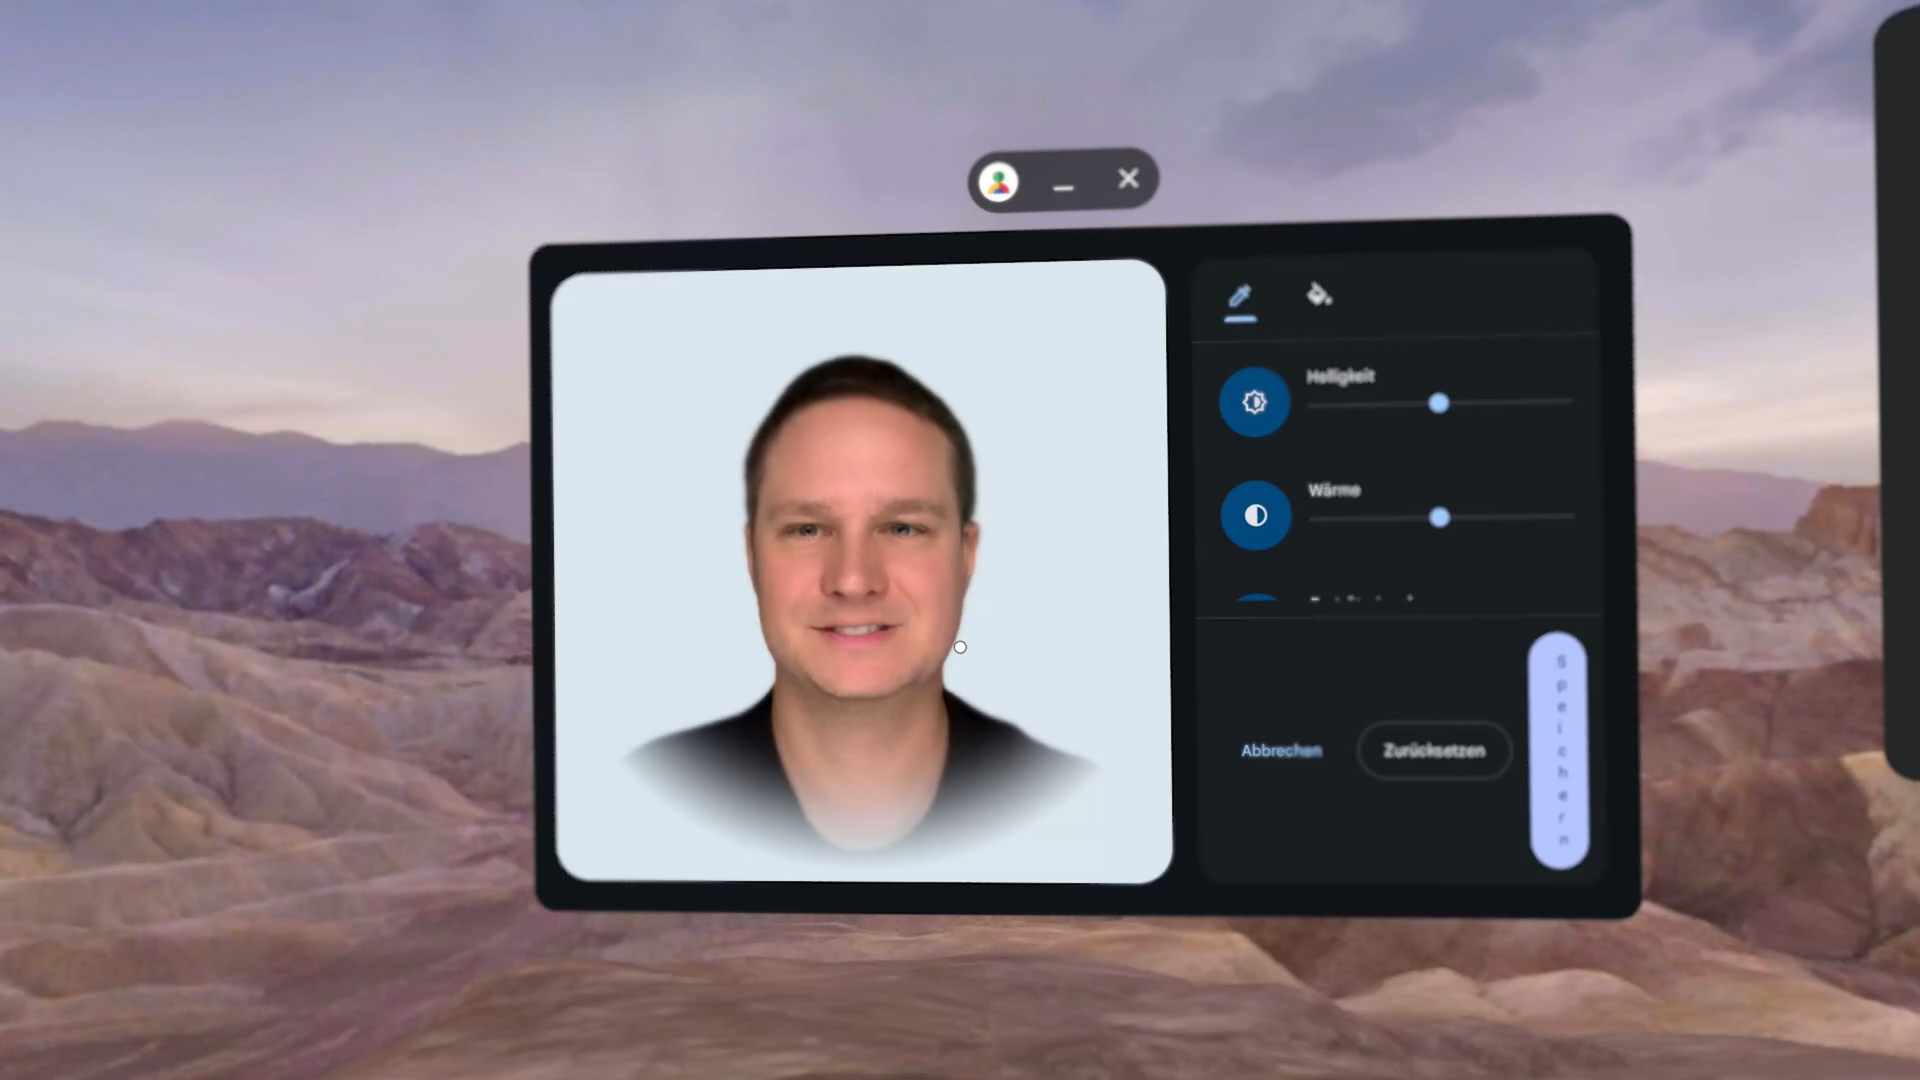 Helligkeit
Wärme
Abbrechen
Zurücksetzen
Speichern